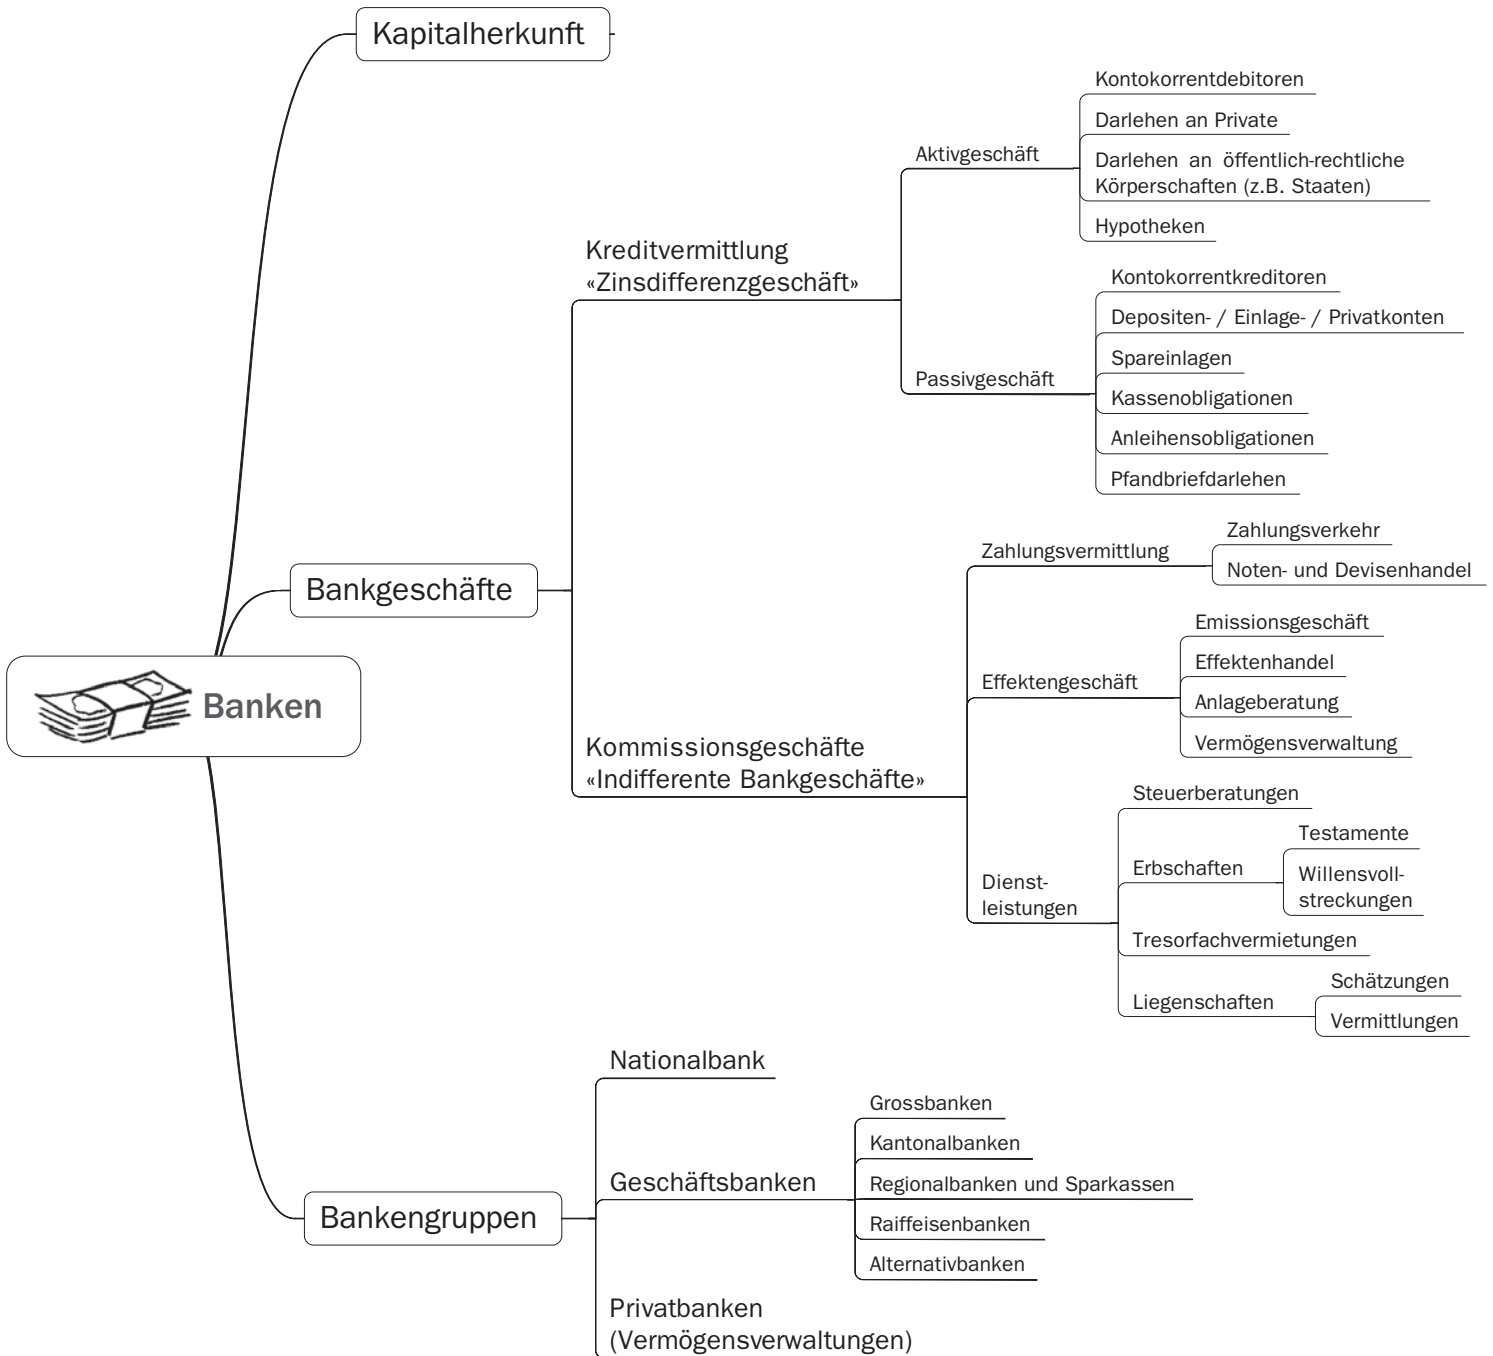 Kapitalherkunft
Kontokorrentdebitoren
Darlehen an Private
Aktivgeschäft
Darlehen an öffentlich-rechtliche
Körperschaften (z.B. Staaten)
Hypotheken
Kreditvermittlung
«Zinsdifferenzgeschäft»
Kontokorrentkreditoren
Depositen- / Einlage- / Privatkonten
Spareinlagen
Passivgeschäft
Kassenobligationen
Anleihensobligationen
Pfandbriefdarlehen
Zahlungsverkehr
Zahlungsvermittlung
Noten- und Devisenhandel
Bankgeschäfte
Emissionsgeschäft
Effektenhandel
Effektengeschäft
Anlageberatung
Vermögensverwaltung
Banken
Kommissionsgeschäfte
«Indifferente Bankgeschäfte»
Steuerberatungen
Testamente
Erbschaften
Willensvoll-
streckungen
Dienst-
leistungen
Tresorfachvermietungen
Schätzungen
Liegenschaften
Vermittlungen
Nationalbank
Grossbanken
Kantonalbanken
Geschäftsbanken
Regionalbanken und Sparkassen
Bankengruppen
Raiffeisenbanken
Alternativbanken
Privatbanken
(Vermögensverwaltungen)